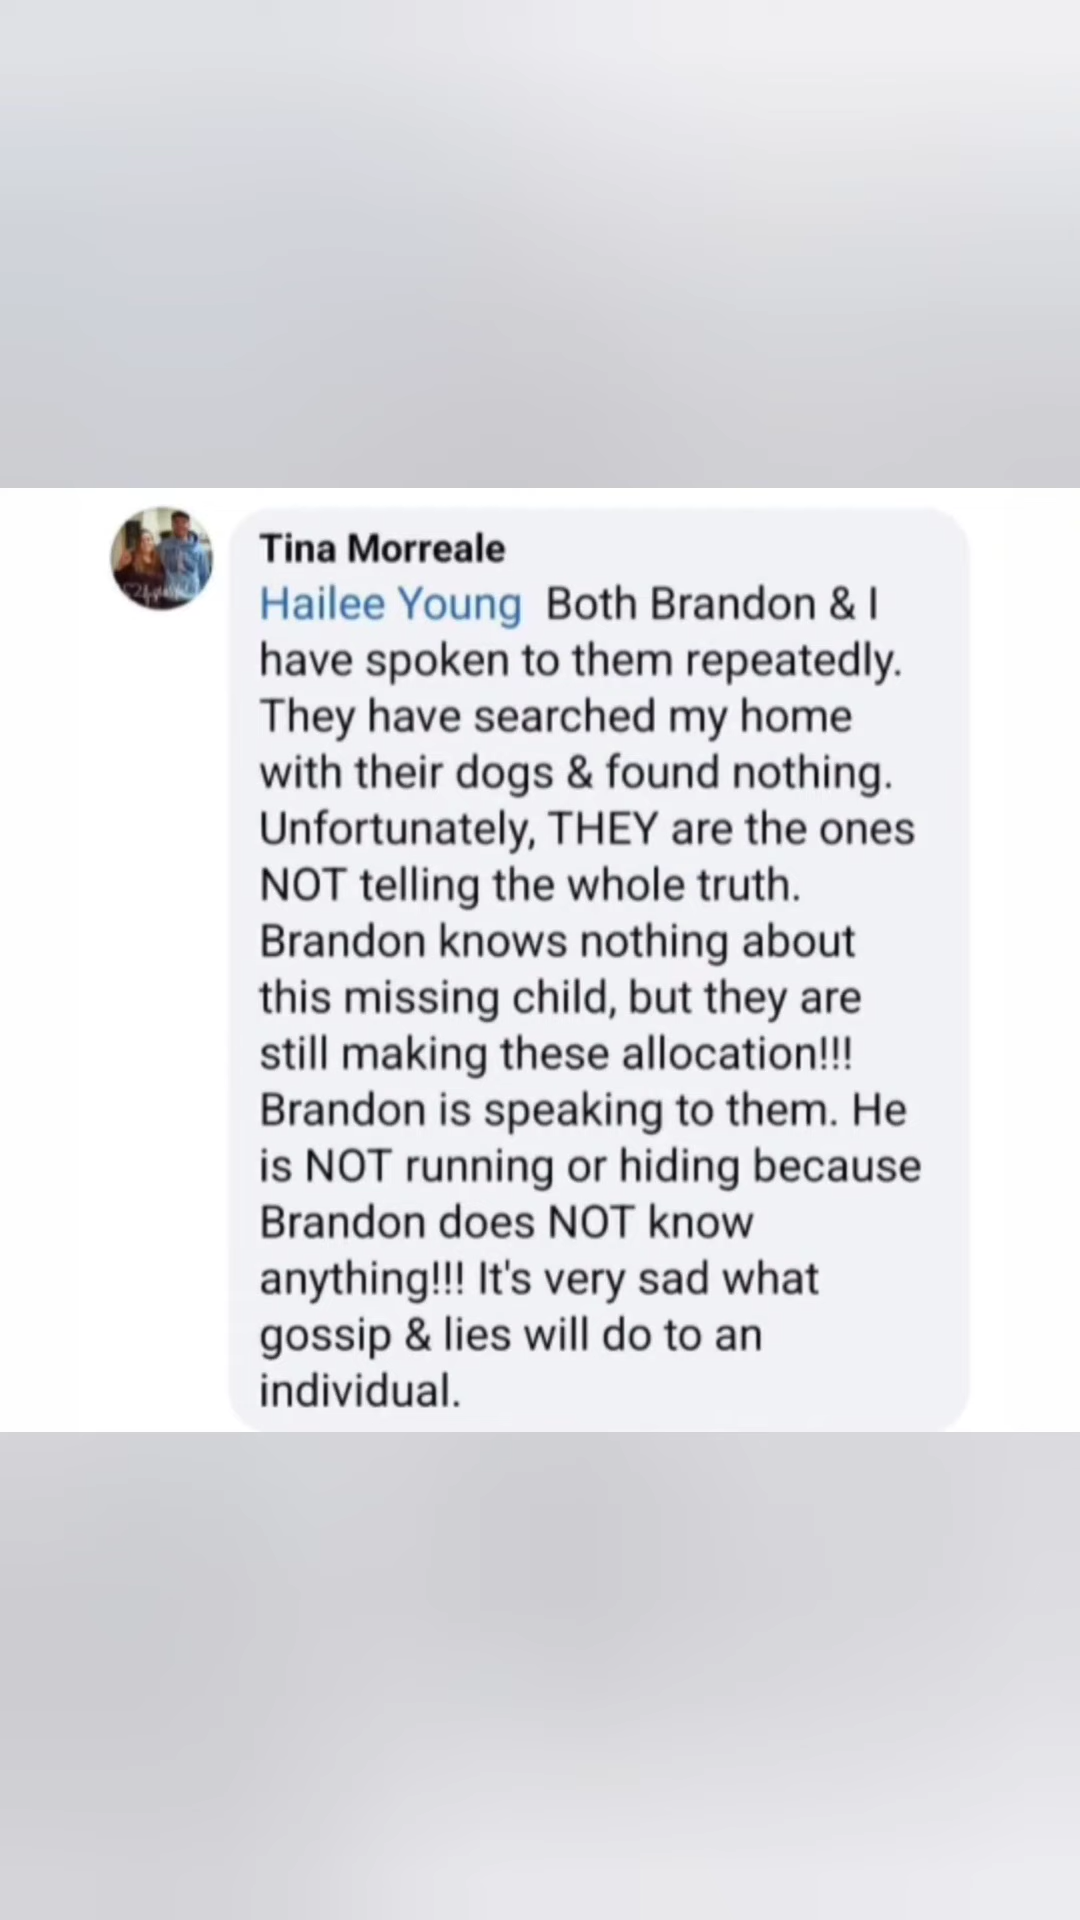 Tina Morreale
Hailee Young Both Brandon & I
have spoken to them repeatedly.
They have searched my home
with their dogs & found nothing.
Unfortunately, THEY are the ones
NOT telling the whole truth.
Brandon knows nothing about
this missing child, but they are
still making these allocation!!!
Brandon is speaking to them. He
is NOT running or hiding because
Brandon does NOT know
anything!!! It's very sad what
gossip & lies will do to an
individual.